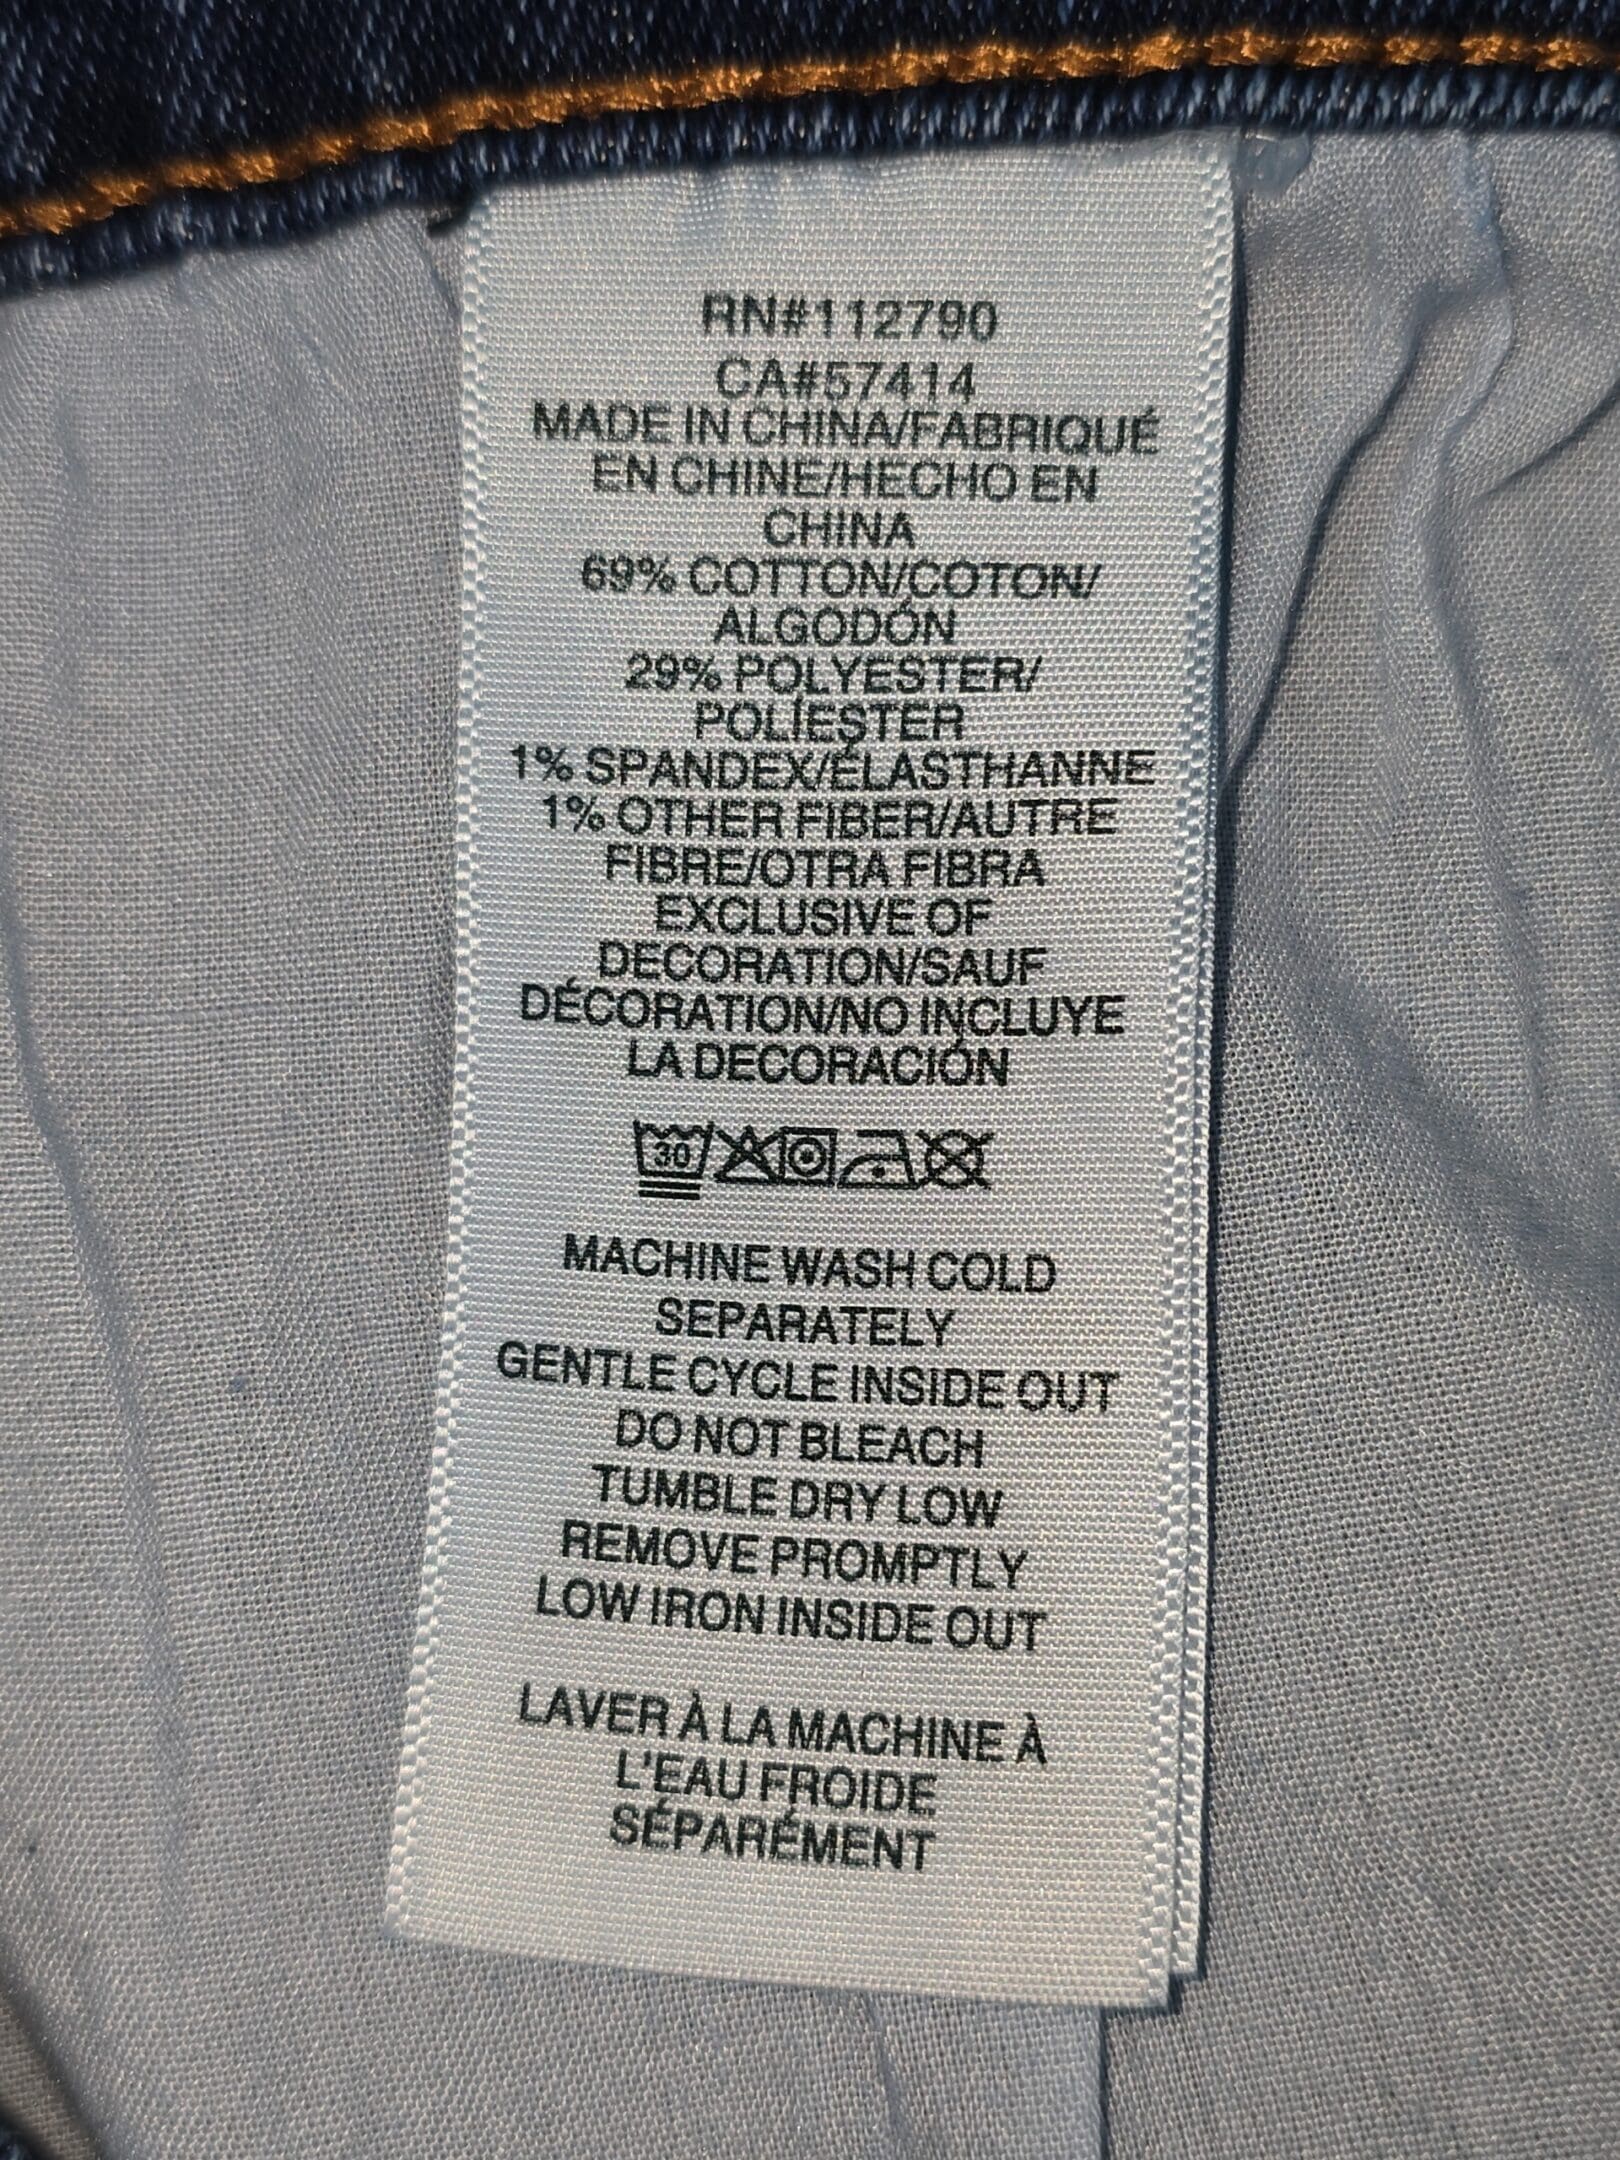 RN#112790
CA#57414
MADE IN CHINA/FABRIQUÉ
EN CHINE/HECHO EN
CHINA
69% COTTON/COTON/
ALGODÓN
29% POLYESTER/
POLÍESTER
1% SPANDEX/ÉLASTHANNE
1% OTHER FIBER/AUTRE
FIBRE/OTRA FIBRA
EXCLUSIVE OF
DECORATION/SAUF
DÉCORATION/NO INCLUYE
LA DECORACIÓN
30
MACHINE WASH COLD
SEPARATELY
GENTLE CYCLE INSIDE OUT
DO NOT BLEACH
TUMBLE DRY LOW
REMOVE PROMPTLY
LOW IRON INSIDE OUT
LAVER À LA MACHINE À
L'EAU FROIDE
SÉPARÉMENT